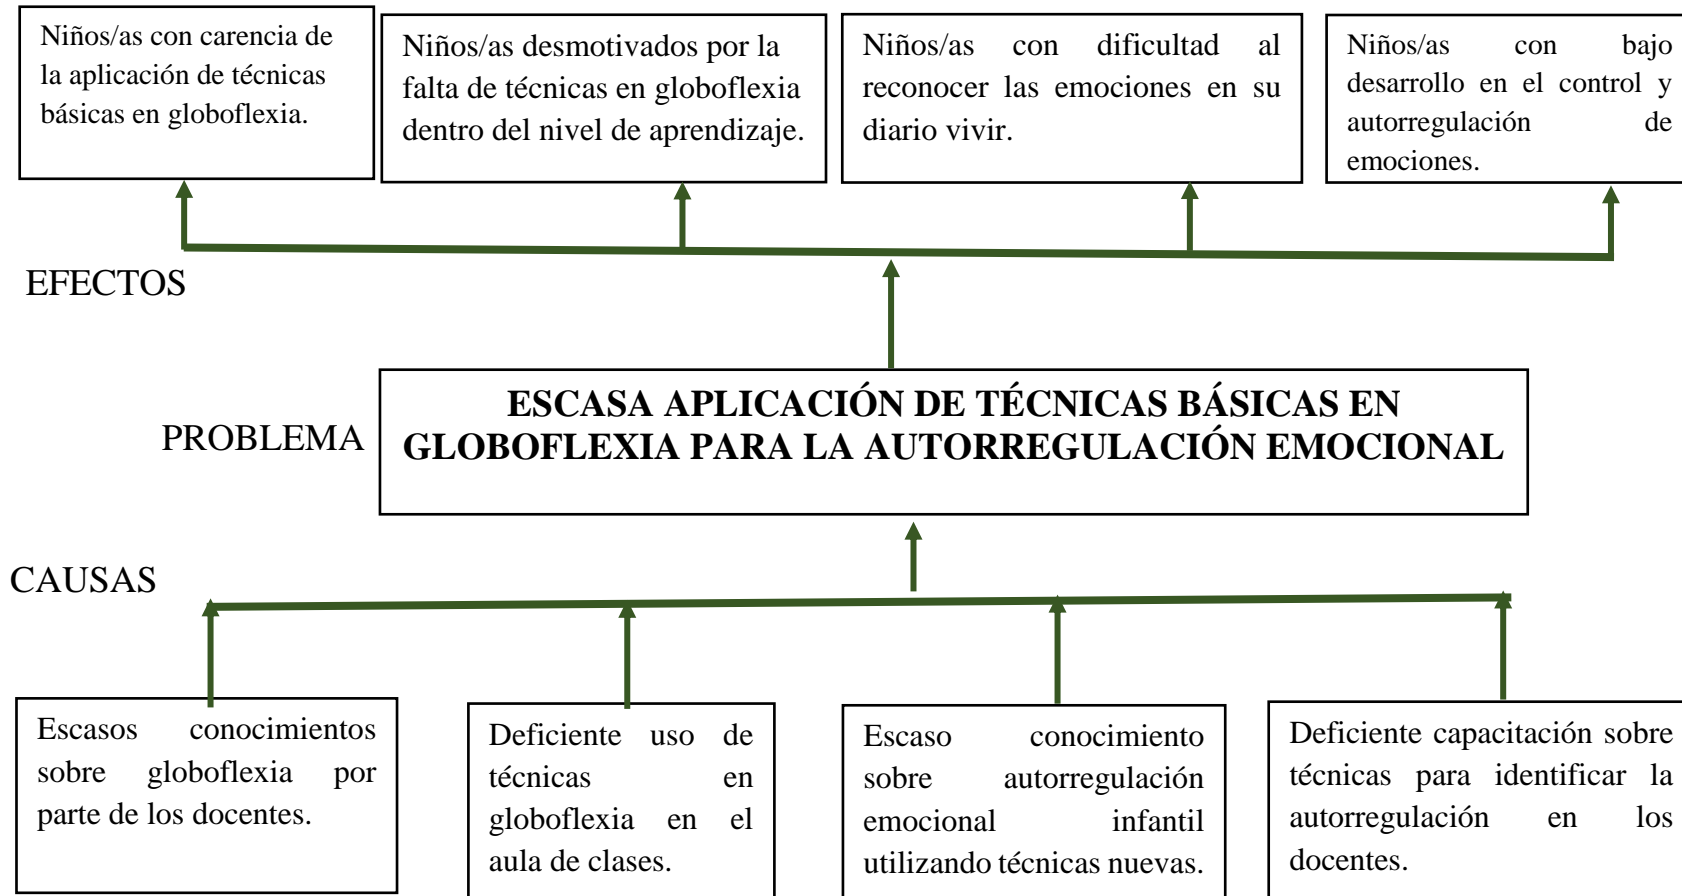 Niños/as con carencia de
la aplicación de técnicas
básicas en globoflexia.
Niños/as desmotivados por la
falta de técnicas en globoflexia
dentro del nivel de aprendizaje.
Niños/as con dificultad al
reconocer las emociones en su
diario vivir.
Niños/as con bajo
desarrollo en el control y
autorregulación de
emociones.
EFECTOS
PROBLEMA
ESCASA APLICACIÓN DE TÉCNICAS BÁSICAS EN
GLOBOFLEXIA PARA LA AUTORREGULACIÓN EMOCIONAL
CAUSAS
Escasos conocimientos
sobre globoflexia por
parte de los docentes.
Deficiente uso de
técnicas en
globoflexia en el
aula de clases.
Escaso conocimiento
sobre autorregulación
emocional infantil
utilizando técnicas nuevas.
Deficiente capacitación sobre
técnicas para identificar la
autorregulación en los
docentes.